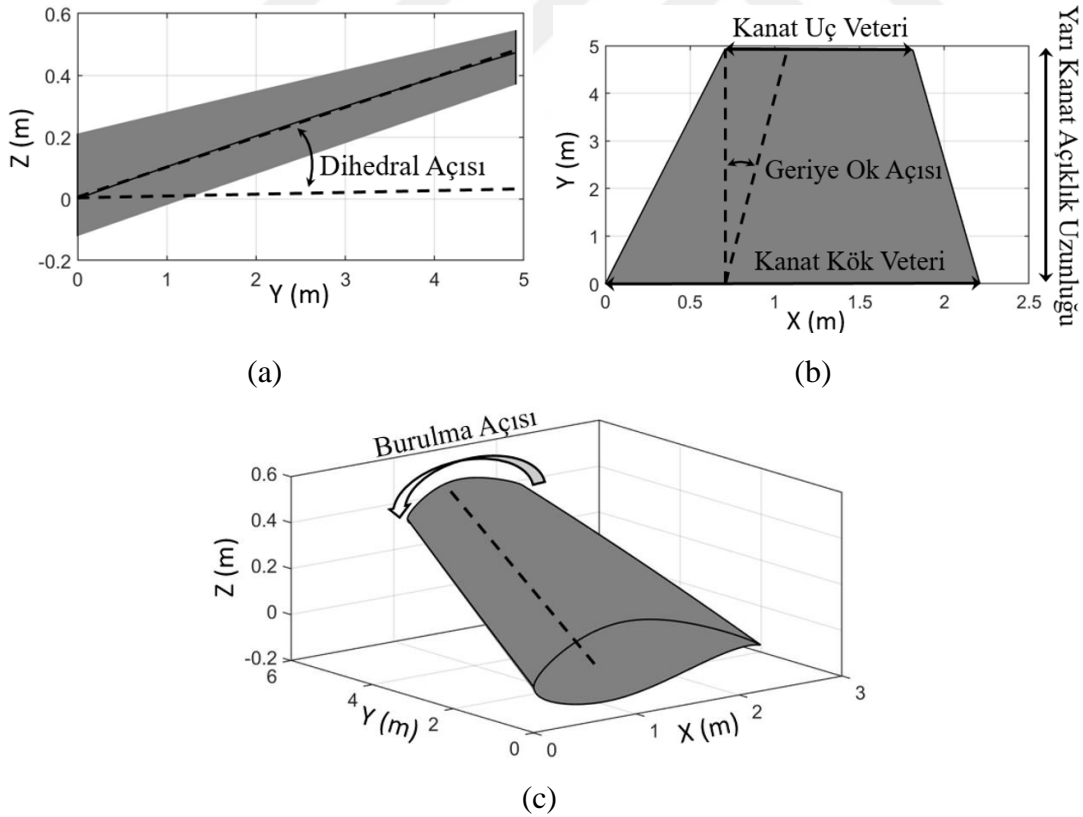 0.6
0.4
0.2
0
-0.2
Z (m)
Dihedral Açısı
0
1
2
3
4
5
Y (m)
(a)
Kanat Uç Veteri
5
4
3
2
1
0
Y (m)
Geriye Ok Açısı
Kanat Kök Veteri
0
0.5
1
1.5
2
2.5
X (m)
Yarı Kanat Açıklık Uzunluğu
(b)
Burulma Açısı
0.6
0.4
0.2
0
-0.2
Z (m)
6
4
2
0
Y (m)
0
1
2
3
X (m)
(c)